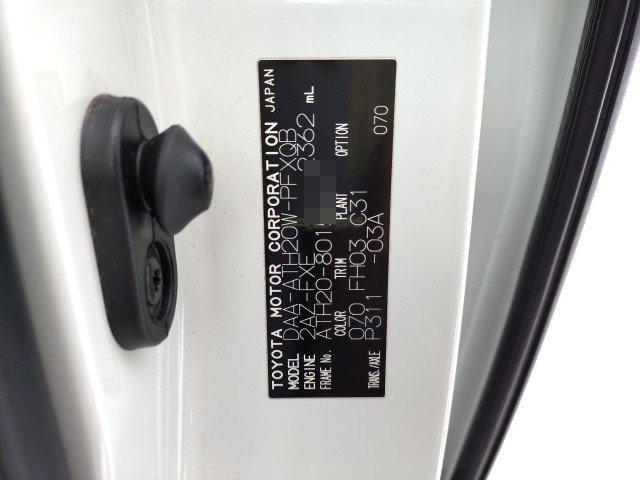 TOYOTA MOTOR CORPORATION JAPAN
MODEL DAA-ATH20W-PFXQB
ENGINE 2AZ-FXE 2362 mL
FRAME No. ATH20-801
COLOR TRIM PLANT OPTION
070 FH03 C31 070
P311 -03A
TRANS./AXLE